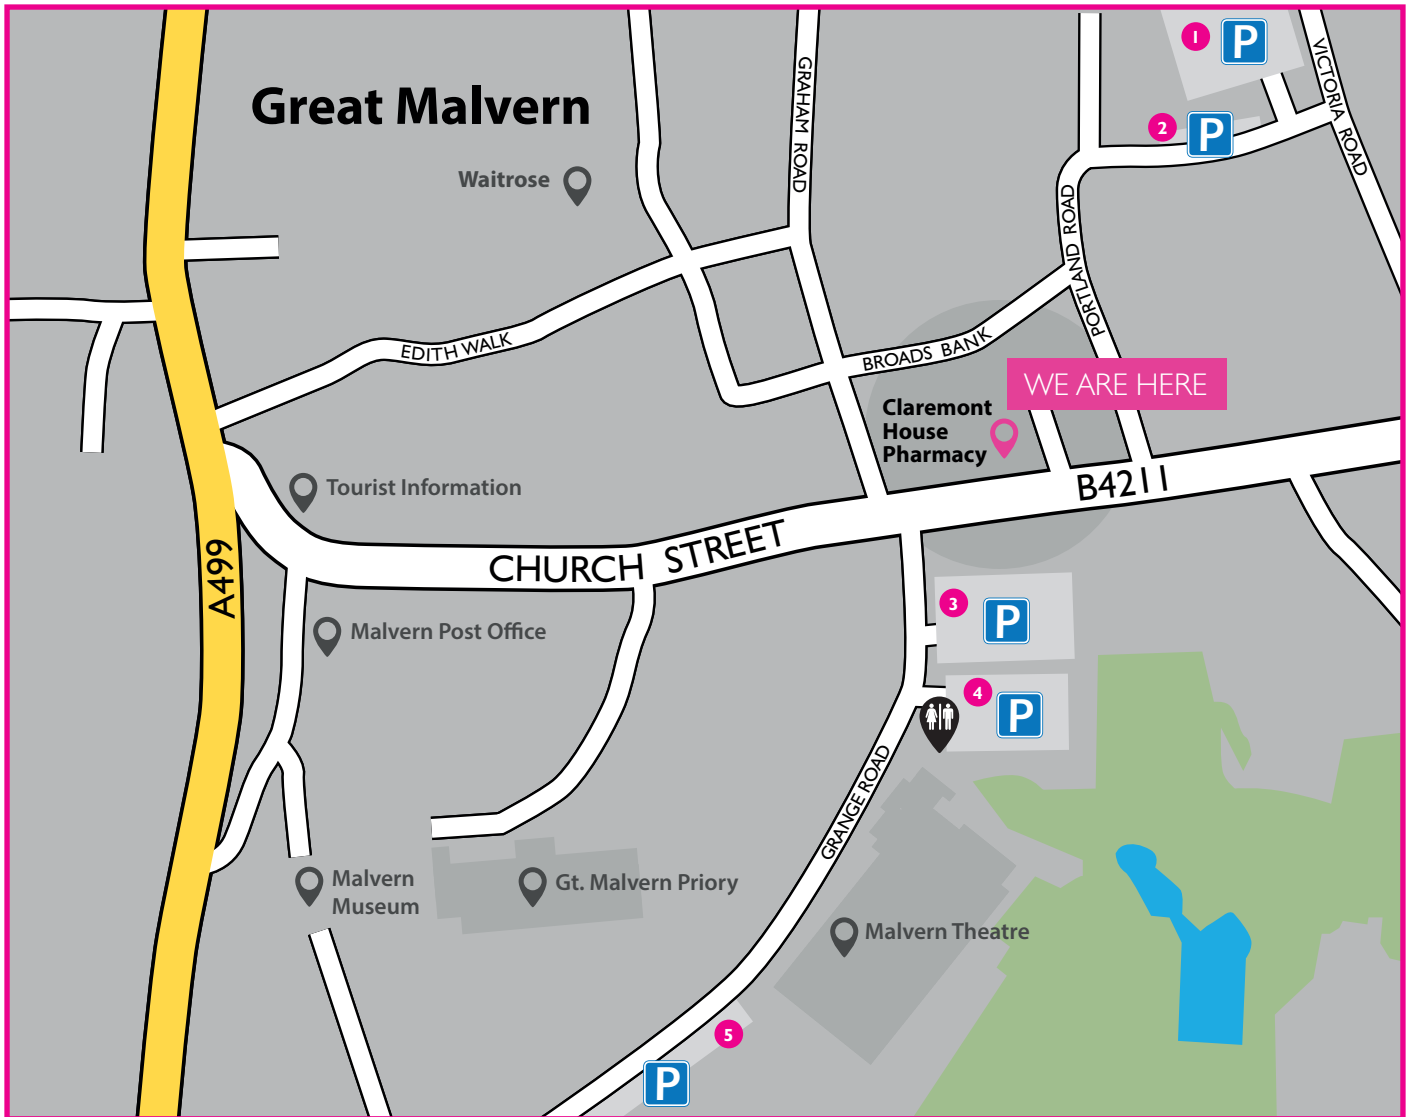 Great Malvern
1
P
2
P
GRAHAM ROAD
VICTORIA ROAD
Waitrose
PORTLAND ROAD
PORTLAND
EDITH WALK
BROADS BANK
WE ARE HERE
Claremont
House
Pharmacy
B4211
Tourist Information
CHURCH STREET
A499
3
P
Malvern Post Office
4
P
GRANGE ROAD
Malvern
Museum
Gt. Malvern Priory
Malvern Theatre
5
P